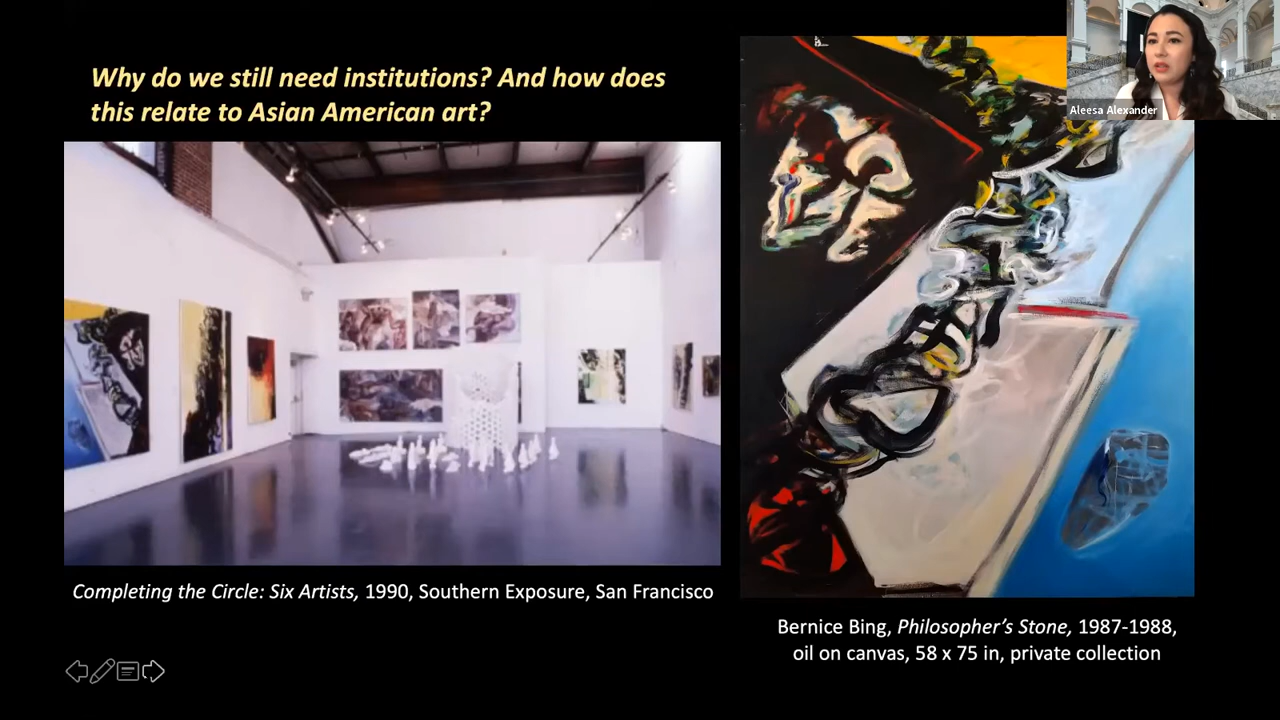 Why do we still need institutions? And how does
this relate to Asian American art?
Aleesa Alexander
Completing the Circle: Six Artists, 1990, Southern Exposure, San Francisco
Bernice Bing, Philosopher’s Stone, 1987-1988,
oil on canvas, 58 x 75 in, private collection